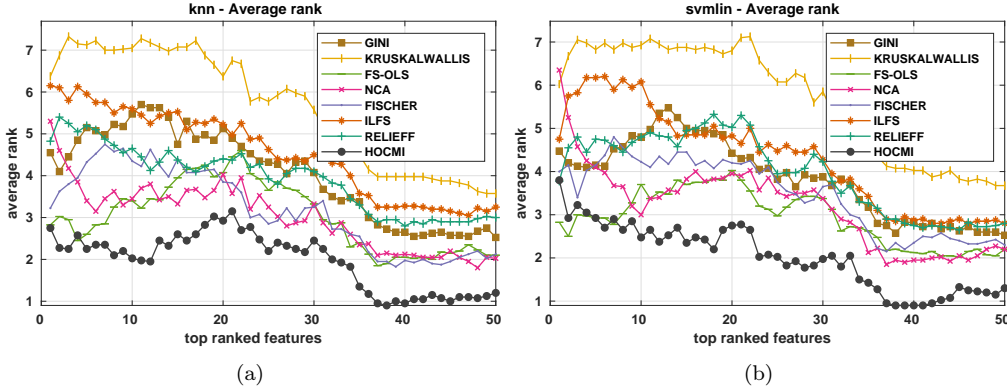 knn - Average rank
7
6
5
4
3
2
1
0
10
20
30
40
50
average rank
top ranked features
GINI
KRUSKALWALLIS
FS-OLS
NCA
FISCHER
ILFS
RELIEFF
HOCMI
(a)
svmlin - Average rank
7
6
5
4
3
2
1
0
10
20
30
40
50
average rank
top ranked features
GINI
KRUSKALWALLIS
FS-OLS
NCA
FISCHER
ILFS
RELIEFF
HOCMI
(b)